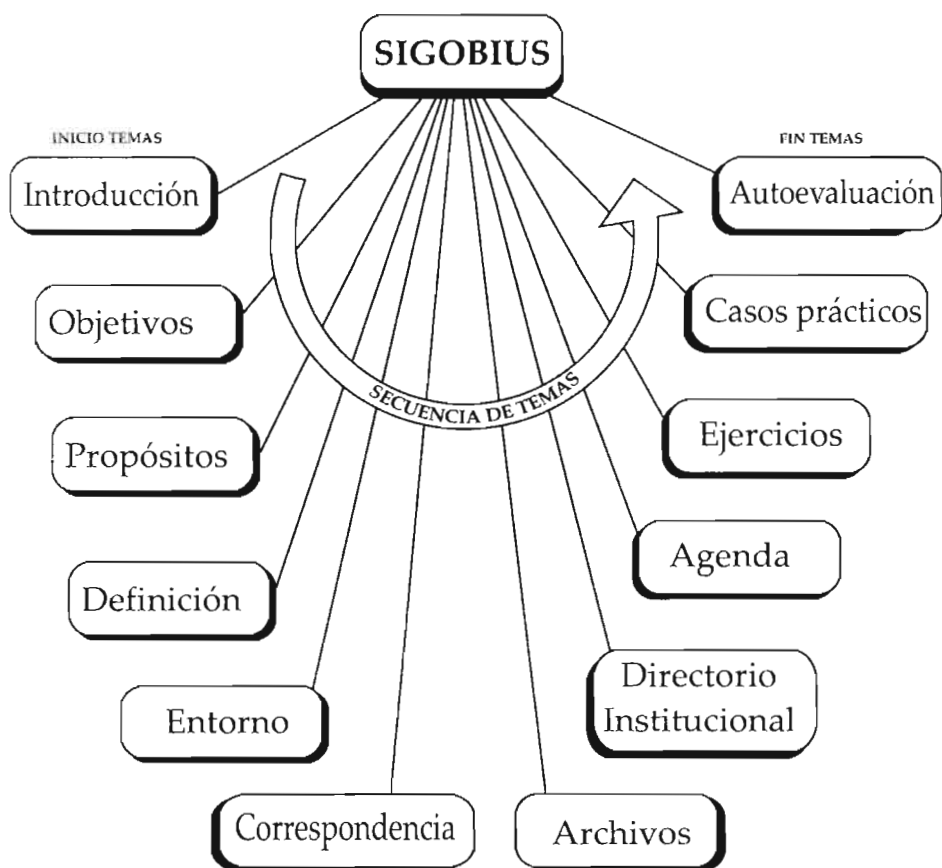 SIGOBIUS
INICIO TEMAS
Introducción
Objetivos
Propósitos
Definición
Entorno
Correspondencia
Archivos
Directorio
Institucional
Agenda
Ejercicios
Casos prácticos
FIN TEMAS
Autoevaluación
SECUENCIA DE TEMAS